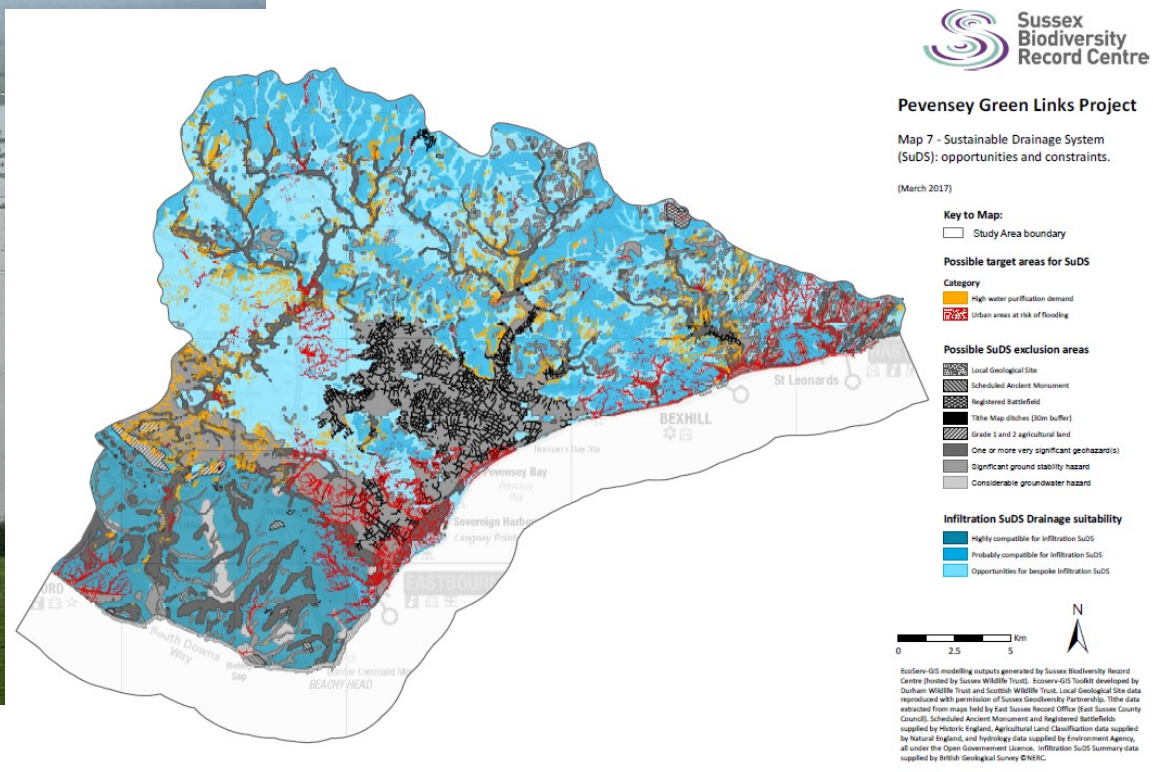 Sussex
Biodiversity
Record Centre
Pevensey Green Links Project
Map 7 - Sustainable Drainage System
(SuDS): opportunities and constraints.
(March 2017)
Key to Map:
Study Area boundary
Possible target areas for SuDS
Category
High water purification demand
Urban areas at risk of flooding
Possible SuDS exclusion areas
Local Geological Site
Scheduled Ancient Monument
Registered Battlefield
Tithe Map ditches (30m buffer)
Grade 1 and 2 agricultural land
One or more very significant geohazard(s)
Significant ground stability hazard
Considerable groundwater hazard
Infiltration SuDS Drainage suitability
Highly compatible for infiltration SuDS
Probably compatible for infiltration SuDS
Opportunities for bespoke infiltration SuDS
N
Km
0 2.5 5
EcoServ-GIS modelling outputs generated by Sussex Biodiversity Record
Centre (hosted by Sussex Wildlife Trust). Ecoserv-GIS Toolkit developed by
Durham Wildlife Trust and Scottish Wildlife Trust. Local Geological Site data
reproduced with permission of Sussex Geodiversity Partnership. Tithe data
extracted from maps held by East Sussex Record Office (East Sussex County
Council). Scheduled Ancient Monument and Registered Battlefields
supplied by Historic England, Agricultural Land Classification data supplied
by Natural England, and hydrology data supplied by Environment Agency,
all under the Open Governement Licence. Infiltration SuDS Summary data
supplied by British Geological Survey ©NERC.
St Leonards
BEXHILL
Pevensey Bay
Pevensey
Bay
Sovereign Harbou
Langney Point
EASTBOUR
ORD
South Downs
Way
Gap
BEACHY HEAD